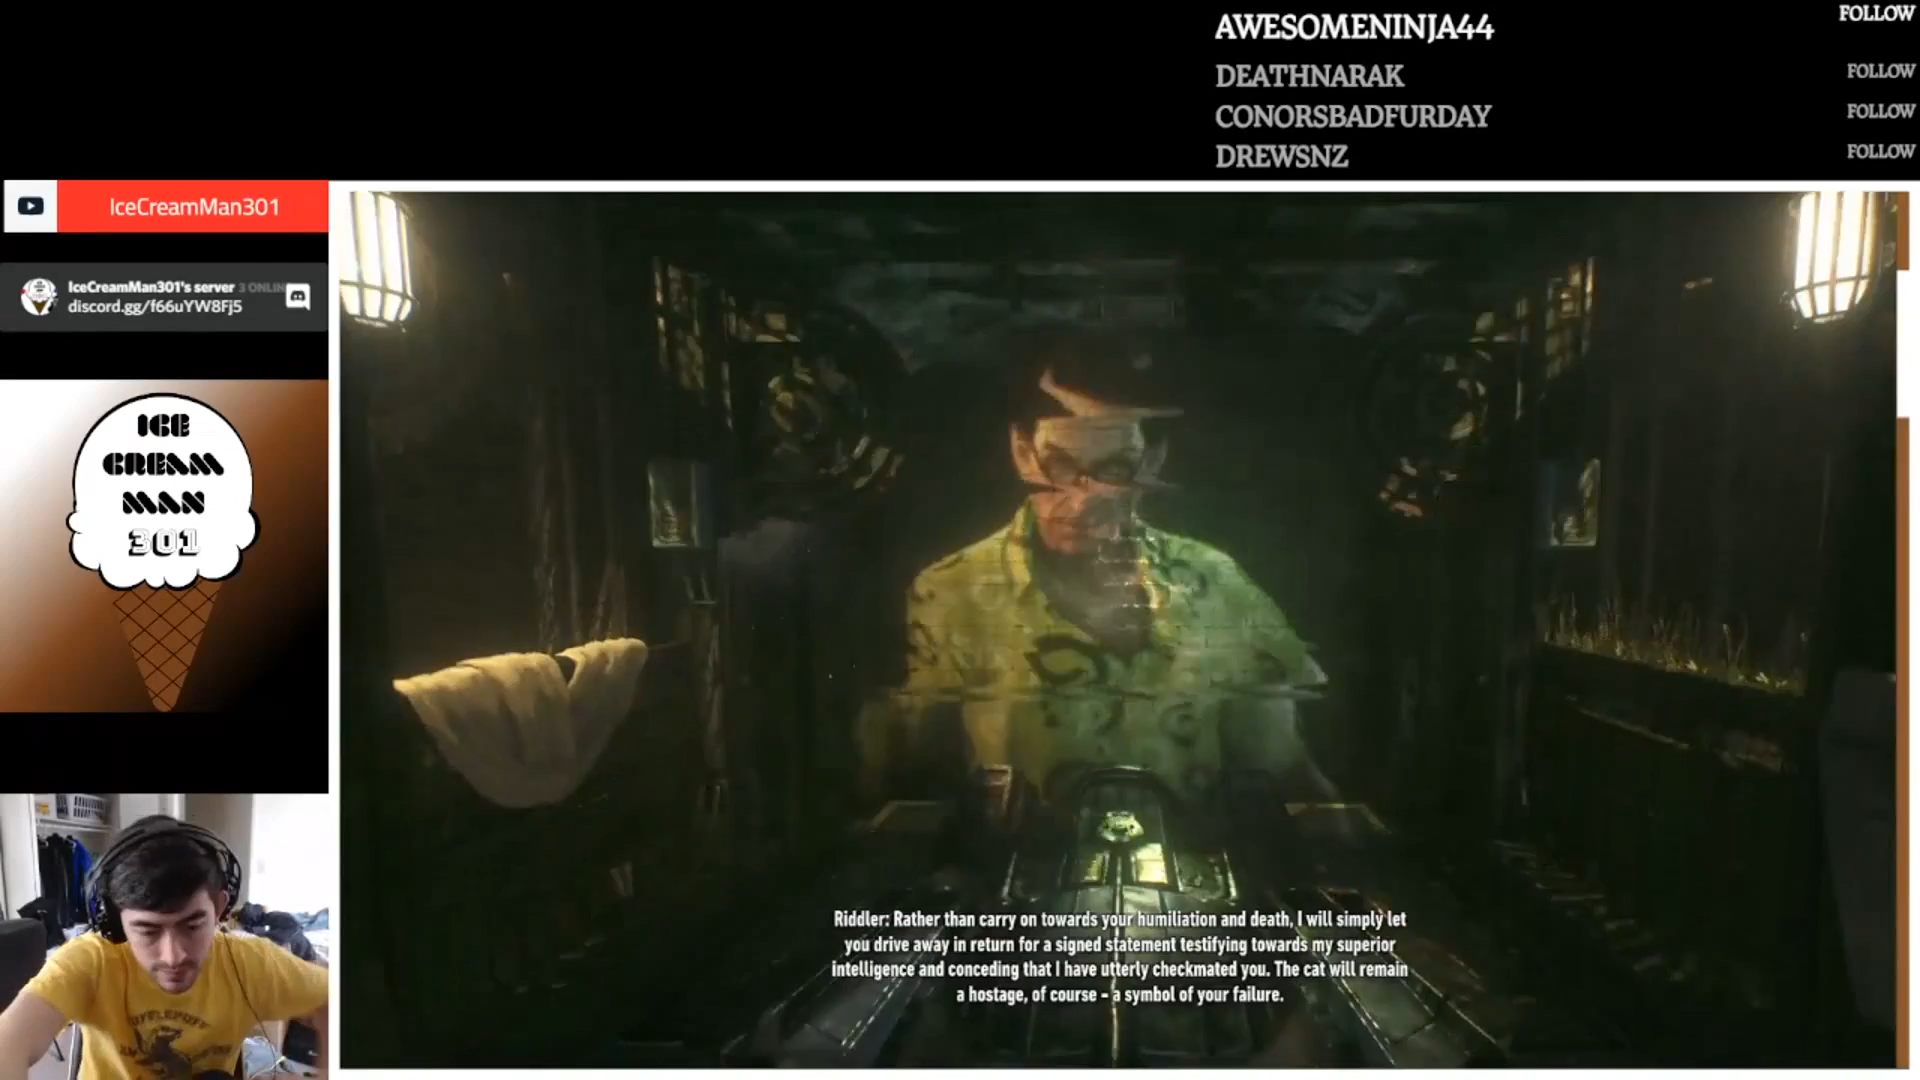 AWESOMENINJA44 FOLLOW
DEATHNARAK FOLLOW
CONORSBADFURDAY FOLLOW
DREWSNZ FOLLOW
IceCreamMan301
IceCreamMan301's server 3 ONLIN
discord.gg/f66uYW8Fj5
ICE
CREAM
MAN
301
Riddler: Rather than carry on towards your humiliation and death, I will simply let
you drive away in return for a signed statement testifying towards my superior
intelligence and conceding that I have utterly checkmated you. The cat will remain
a hostage, of course - a symbol of your failure.